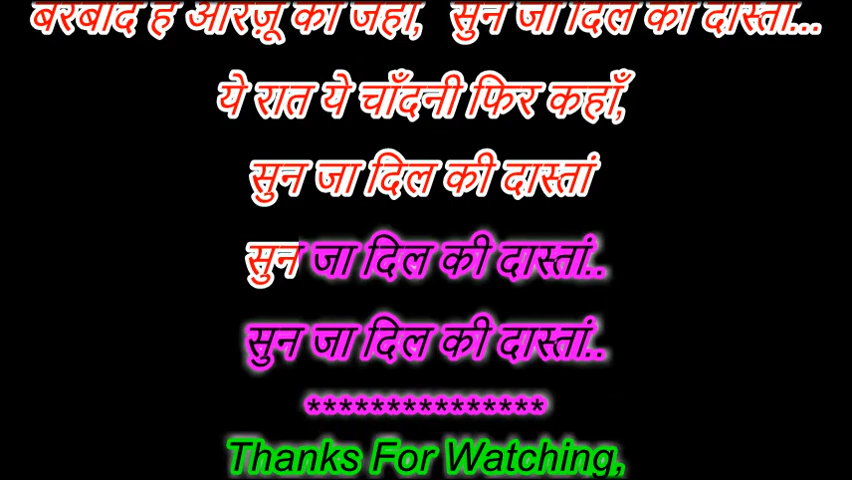 बरबाद है आरज़ू का जहाँ, सुन जा दिल की दास्तां...
ये रात ये चाँदनी फिर कहाँ,
सुन जा दिल की दास्तां
सुन जा दिल की दास्तां..
सुन जा दिल की दास्तां..
***************
Thanks For Watching,